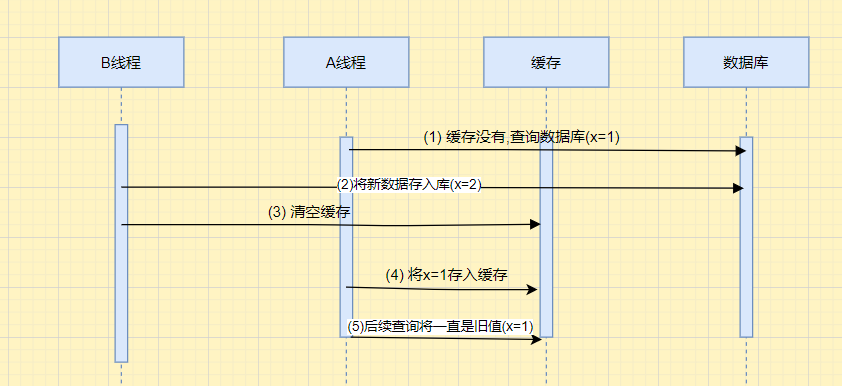 B线程
A线程
缓存
数据库
(1) 缓存没有,查询数据库(x=1)
(2)将新数据存入库(x=2)
(3) 清空缓存
(4) 将x=1存入缓存
(5)后续查询将一直是旧值(x=1)